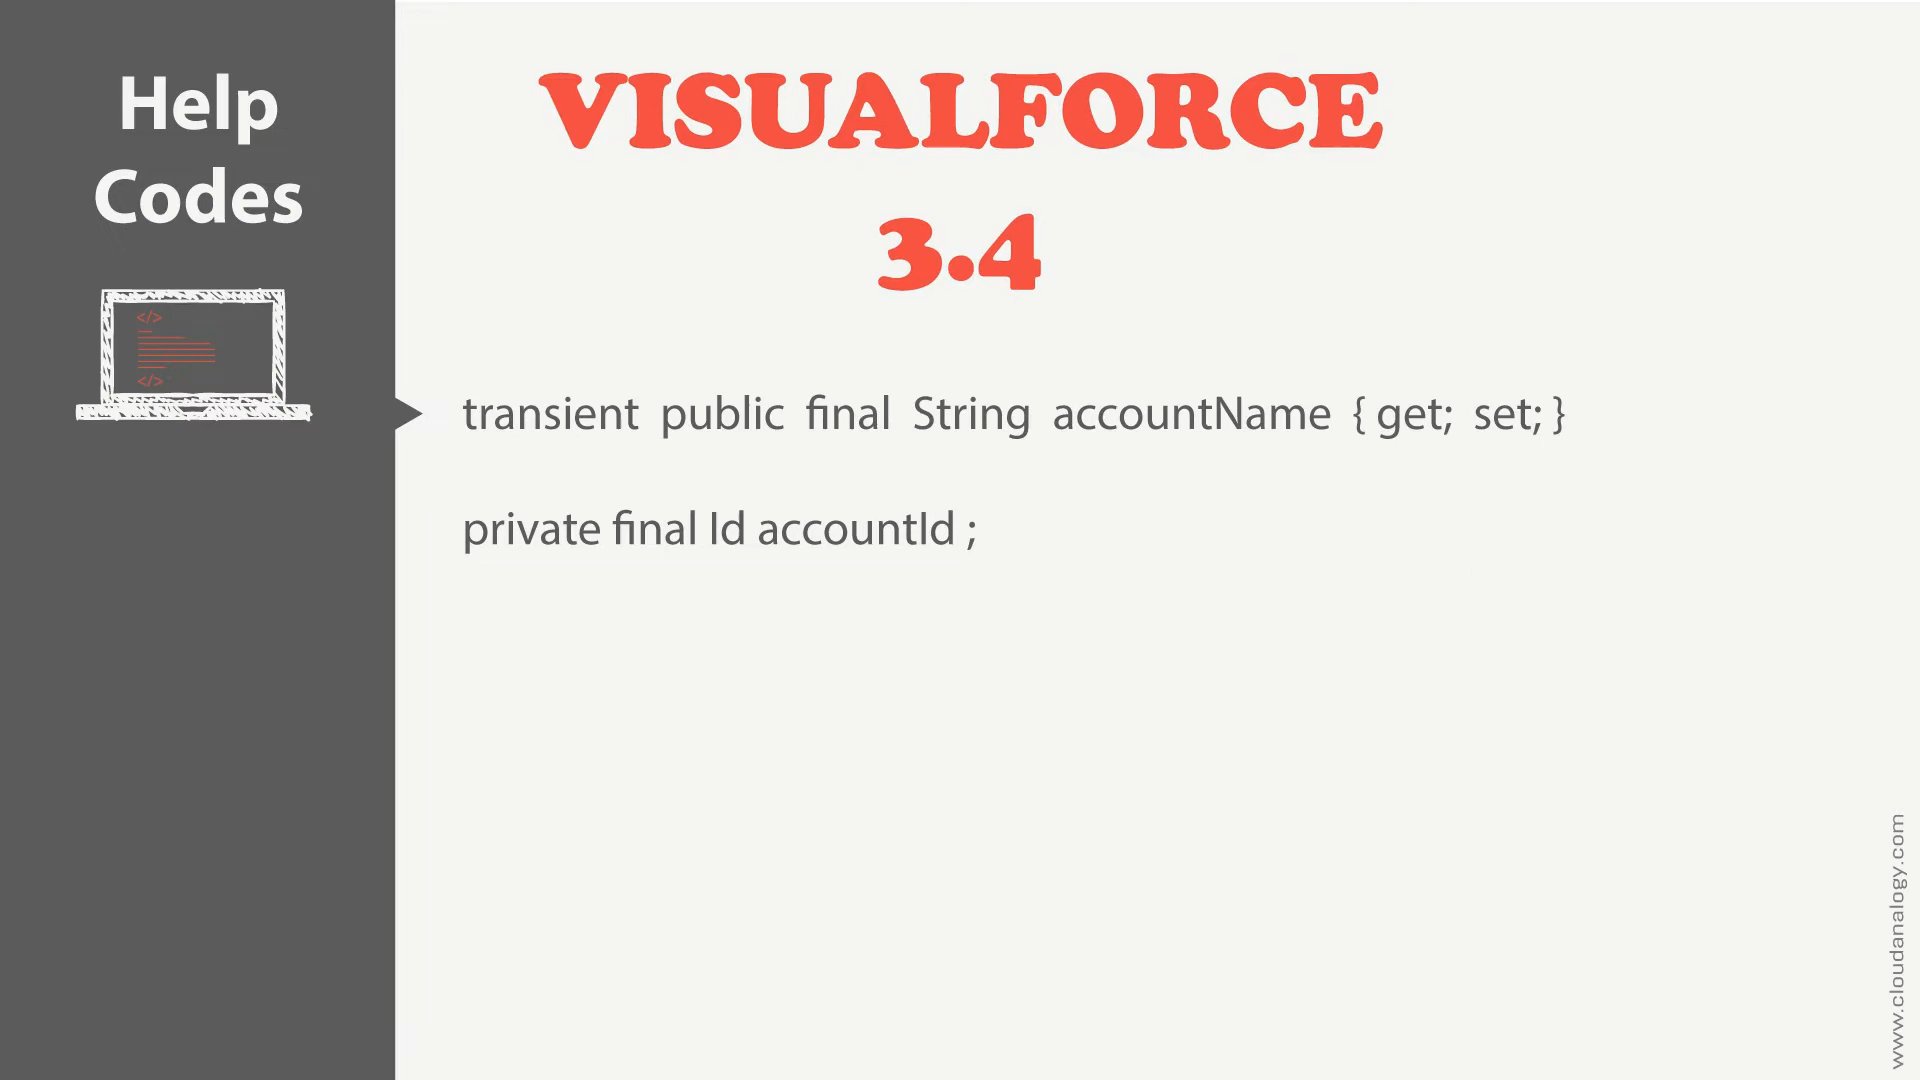 Help
Codes
</>
</>
VISUALFORCE
3.4
transient public final String accountName { get; set; }
private final Id accountId ;
www.cloudanalogy.com